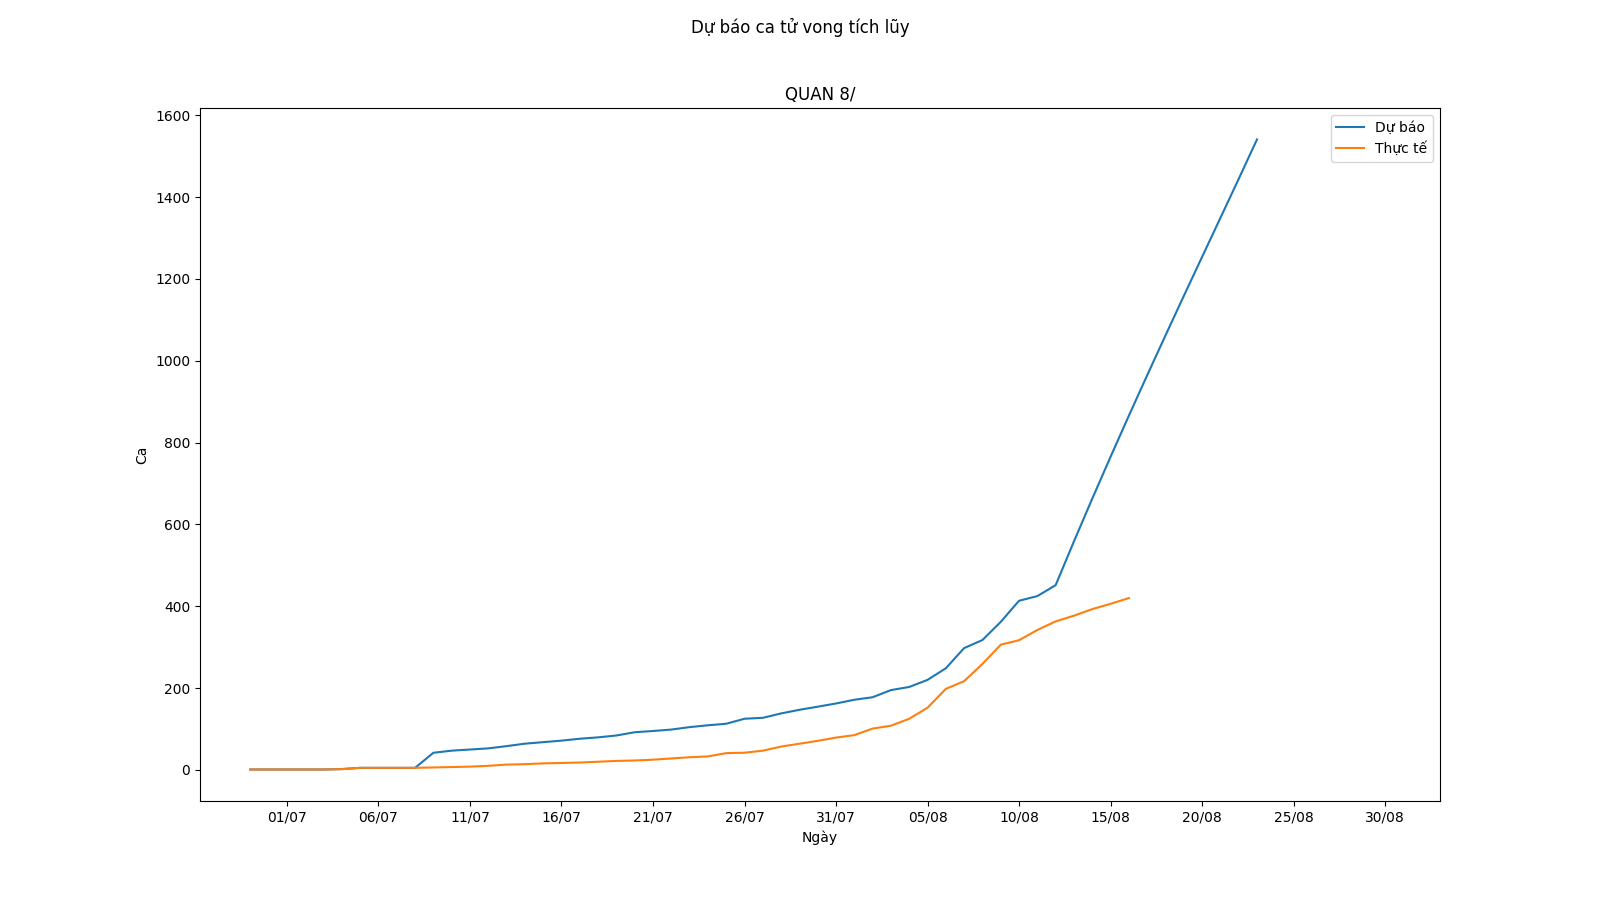 Dự báo ca tử vong tích lũy
QUAN 8/
1600
1400
1200
1000
800
600
400
200
0
Ca
Dự báo
Thực tế
01/07 06/07 11/07 16/07 21/07 26/07 31/07 05/08 10/08 15/08 20/08 25/08 30/08
Ngày